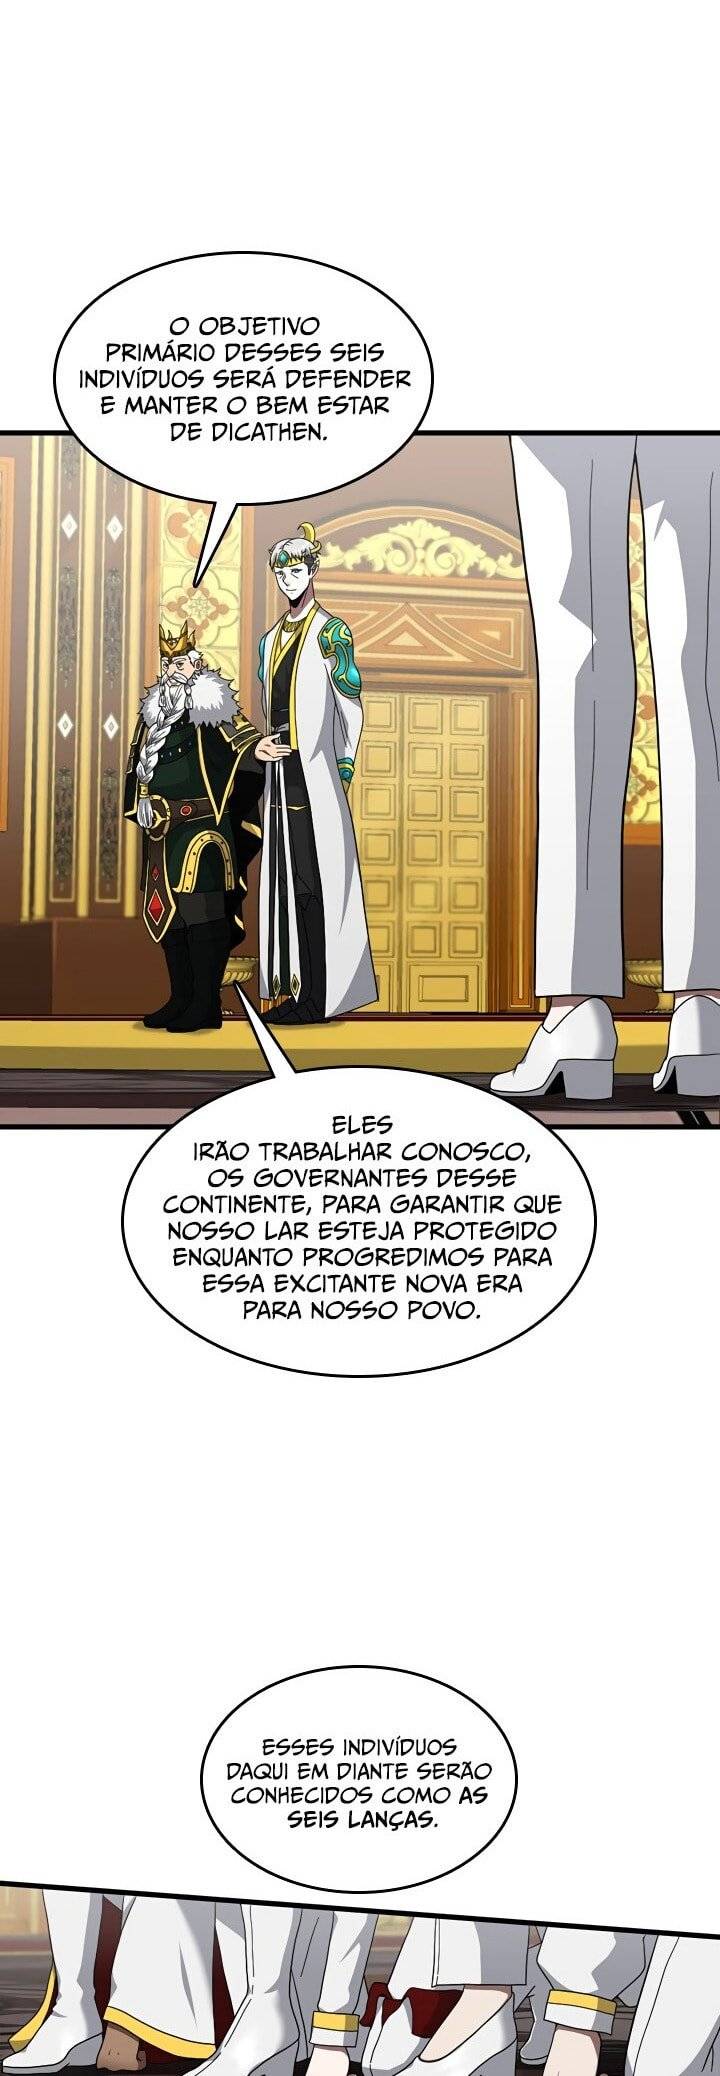 O OBJETIVO
PRIMÁRIO DESSES SEIS
INDIVÍDUOS SERÁ DEFENDER
E MANTER O BEM ESTAR
DE DICATHEN.
ELES
IRÃO TRABALHAR CONOSCO,
OS GOVERNANTES DESSE
CONTINENTE, PARA GARANTIR QUE
NOSSO LAR ESTEJA PROTEGIDO
ENQUANTO PROGREDIMOS PARA
ESSA EXCITANTE NOVA ERA
PARA NOSSO POVO.
ESSES INDIVÍDUOS
DAQUI EM DIANTE SERÃO
CONHECIDOS COMO AS
SEIS LANÇAS.